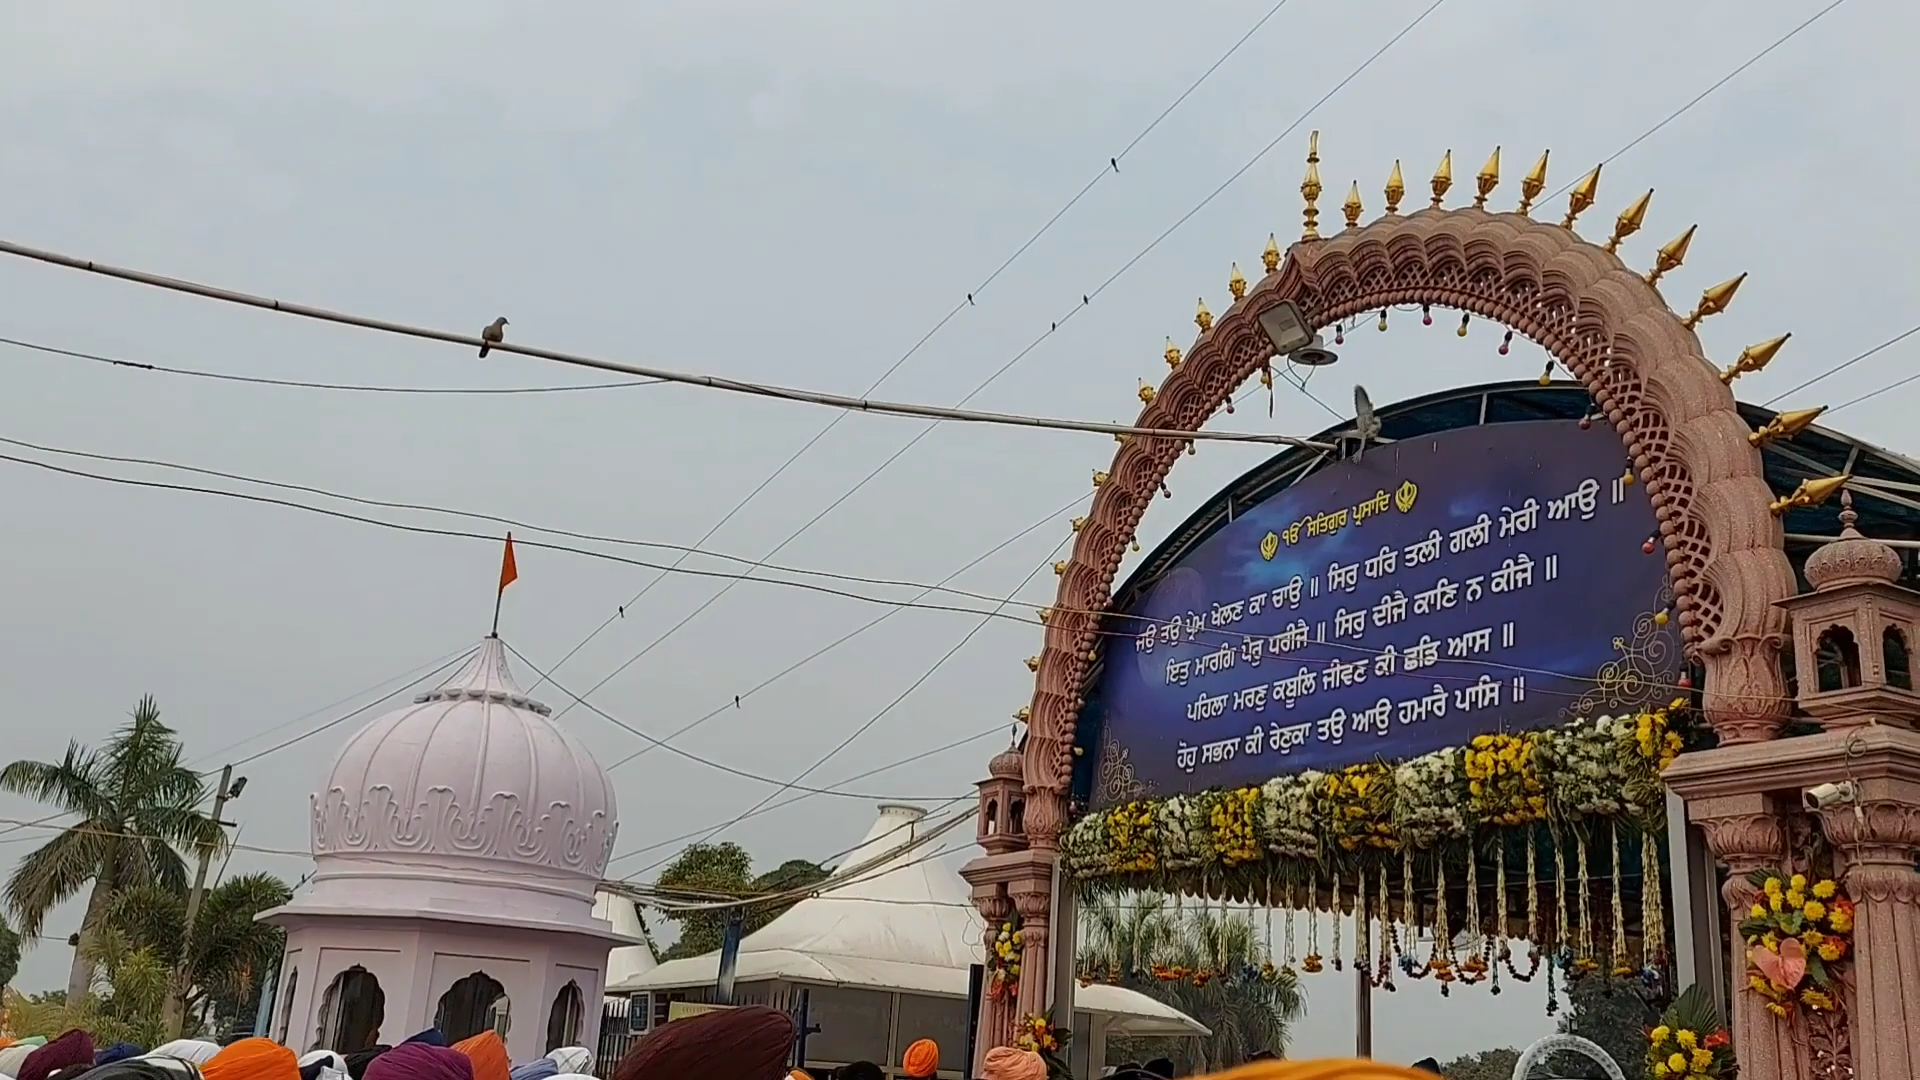 ੴ ਸਤਿਗੁਰ ਪ੍ਰਸਾਦਿ
ਜਉ ਤਉ ਪ੍ਰੇਮ ਖੇਲਣ ਕਾ ਚਾਉ ॥ ਸਿਰੁ ਧਰਿ ਤਲੀ ਗਲੀ ਮੇਰੀ ਆਉ ॥
ਇਤੁ ਮਾਰਗਿ ਪੈਰੁ ਧਰੀਜੈ ॥ ਸਿਰੁ ਦੀਜੈ ਕਾਣਿ ਨ ਕੀਜੈ ॥
ਪਹਿਲਾ ਮਰਣੁ ਕਬੂਲਿ ਜੀਵਣ ਕੀ ਛਡਿ ਆਸ ॥
ਹੋਹੁ ਸਭਨਾ ਕੀ ਰੇਣੁਕਾ ਤਉ ਆਉ ਹਮਾਰੈ ਪਾਸਿ ॥